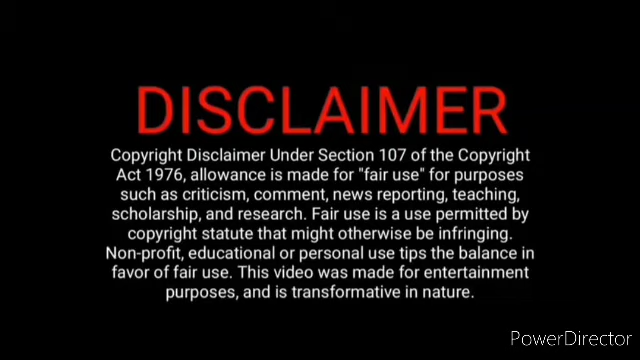 DISCLAIMER
Copyright Disclaimer Under Section 107 of the Copyright
Act 1976, allowance is made for "fair use" for purposes
such as criticism, comment, news reporting, teaching,
scholarship, and research. Fair use is a use permitted by
copyright statute that might otherwise be infringing.
Non-profit, educational or personal use tips the balance in
favor of fair use. This video was made for entertainment
purposes, and is transformative in nature.
PowerDirector